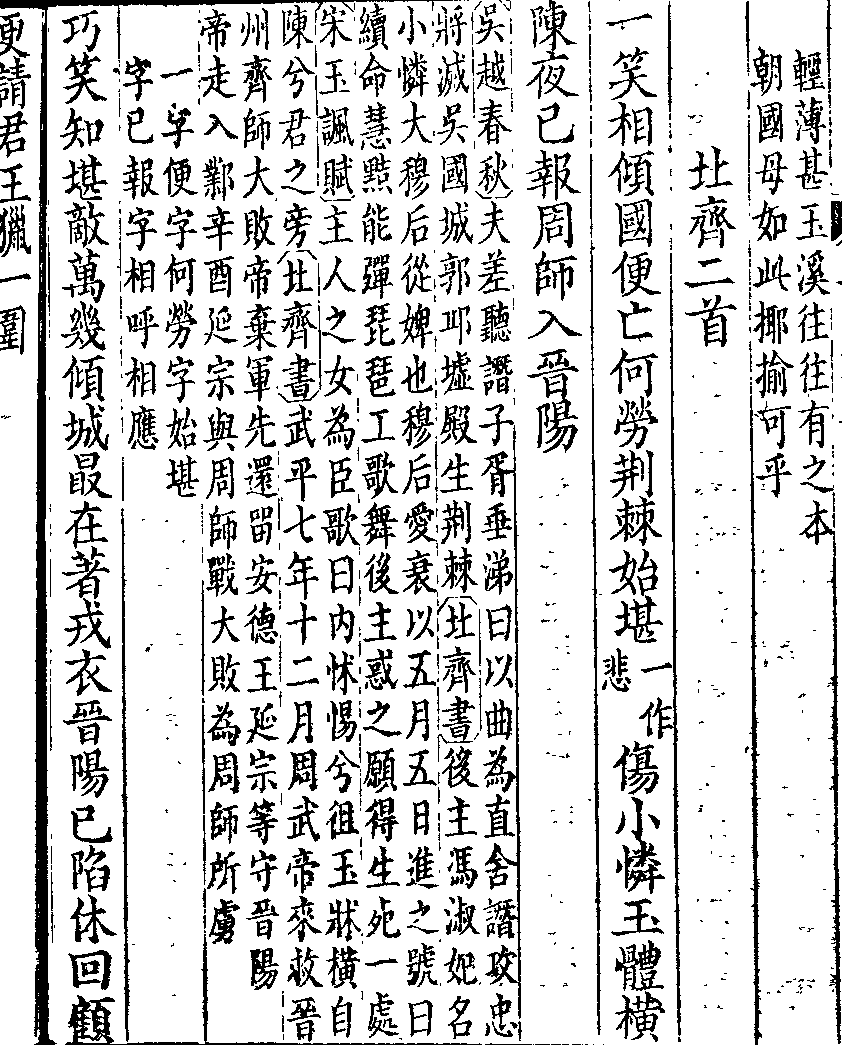 輕薄甚玉溪往往有之本
朝國母如此揶揄可乎
北齊二首
一笑相傾國便亡何勞荆棘始堪一作悲傷小憐玉體橫
陳夜已報周師入晉陽
吳越春秋夫差聽譖子胥垂涕曰以曲為直舍譖攻忠
將滅吳國城郭邱墟殿生荆棘北齊書後主馮淑妃名
小憐大穆后從婢也穆后愛衰以五月五日進之號曰
續命慧黠能彈琵琶工歌舞後主惑之願得生死一處
宋玉諷賦主人之女為臣歌曰内怵惕兮徂玉牀橫自
陳兮君之旁北齊書武平七年十二月周武帝來救晉
州齊師大敗帝棄軍先還留安德王延宗等守晉陽
帝走入鄴辛酉延宗與周師戰大敗為周師所虜
一字便字何勞字始堪
字已報字相呼相應
巧笑知堪敵萬幾傾城最在著戎衣晉陽已陷休回顧
更請君王獵一圍